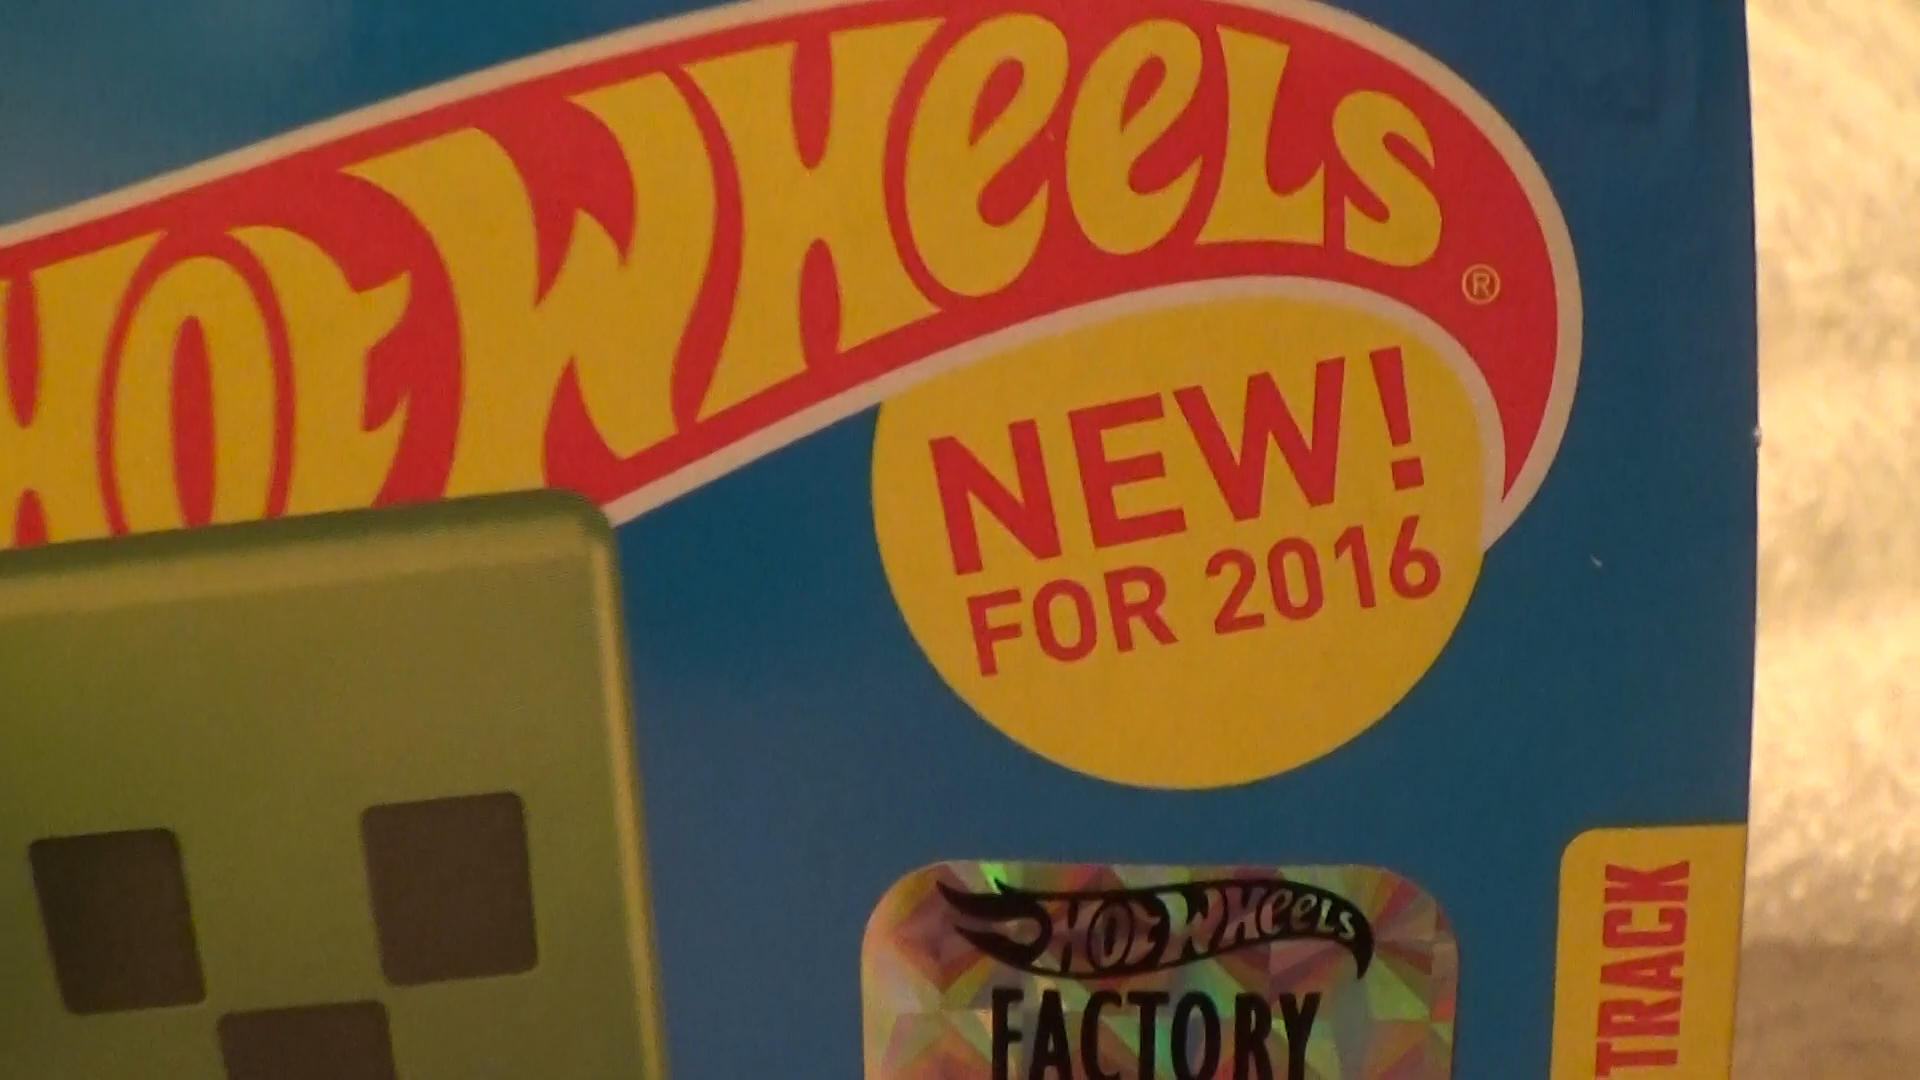 HOT WHEELS®
NEW!
FOR 2016
HOT WHEELS
FACTORY
TRACK